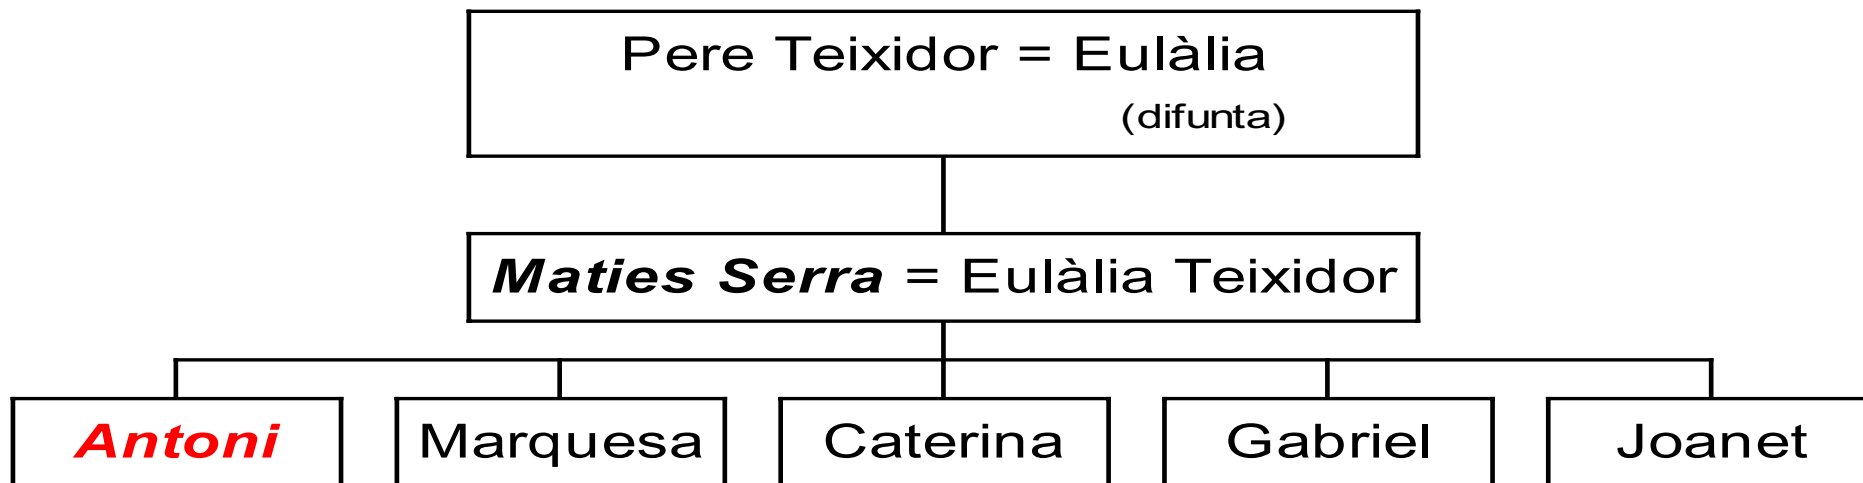 Pere Teixidor = Eulàlia
(difunta)
Maties Serra = Eulàlia Teixidor
Antoni
Marquesa
Caterina
Gabriel
Joanet